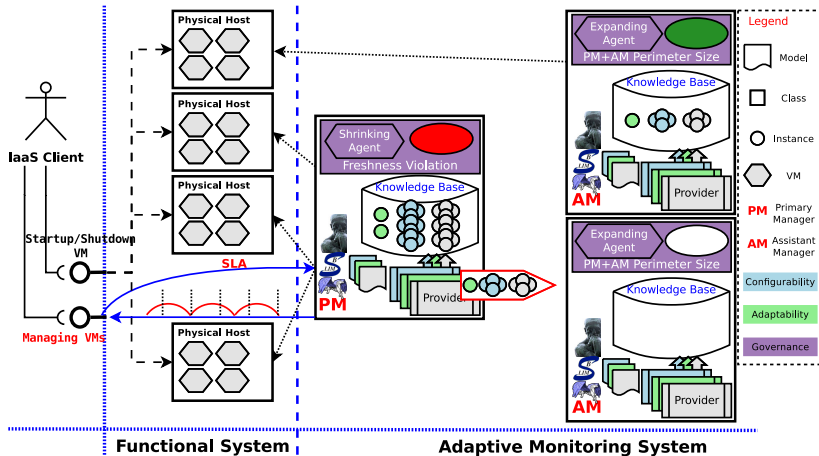 Physical Host
Physical Host
Physical Host
Physical Host
IaaS Client
Startup/Shutdown
VM
SLA
Managing VMs
Shrinking
Agent
Freshness Violation
Knowledge Base
Provider
PM
Expanding
Agent
PM+AM Perimeter Size
Knowledge Base
Provider
AM
Expanding
Agent
PM+AM Perimeter Size
Knowledge Base
Provider
AM
Legend
Model
Class
Instance
VM
PM Primary
Manager
AM Assistant
Manager
Configurability
Adaptability
Governance
Functional System
Adaptive Monitoring System